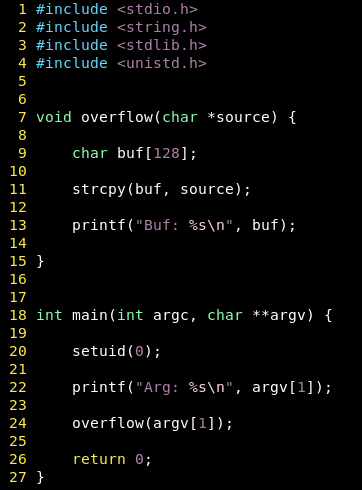 1 #include <stdio.h>
2 #include <string.h>
3 #include <stdlib.h>
4 #include <unistd.h>
5
6
7 void overflow(char *source) {
8
9     char buf[128];
10
11     strcpy(buf, source);
12
13     printf("Buf: %s\n", buf);
14
15 }
16
17
18 int main(int argc, char **argv) {
19
20     setuid(0);
21
22     printf("Arg: %s\n", argv[1]);
23
24     overflow(argv[1]);
25
26     return 0;
27 }